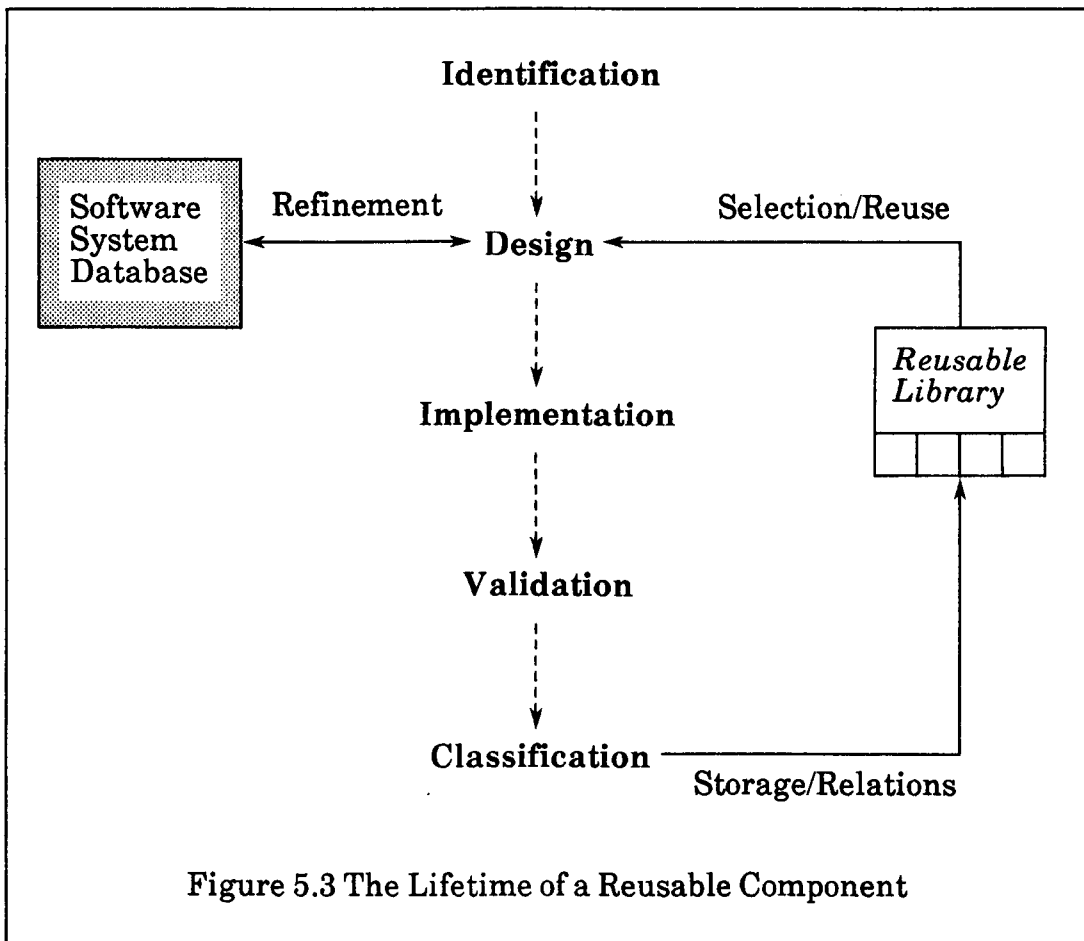 Identification
Software
System
Database
Refinement
Design
Selection/Reuse
Reusable
Library
Implementation
Validation
Classification
Storage/Relations
Figure 5.3 The Lifetime of a Reusable Component